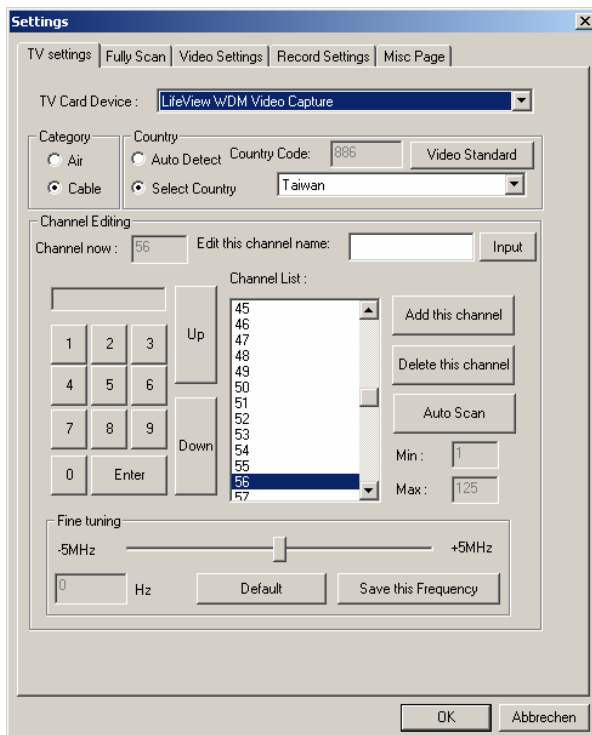 Settings
TV settings Fully Scan Video Settings Record Settings Misc Page
TV Card Device : LifeView WDM Video Capture
Category
Air
Cable
Country
Auto Detect Country Code: 886 Video Standard
Select Country Taiwan
Channel Editing
Channel now : 56 Edit this channel name: Input
Channel List :
1 2 3
4 5 6
7 8 9
0 Enter
Up
Down
45
46
47
48
49
50
51
52
53
54
55
56
57
Add this channel
Delete this channel
Auto Scan
Min : 1
Max : 125
Fine tuning
-5MHz +5MHz
0 Hz Default Save this Frequency
OK Abbrechen